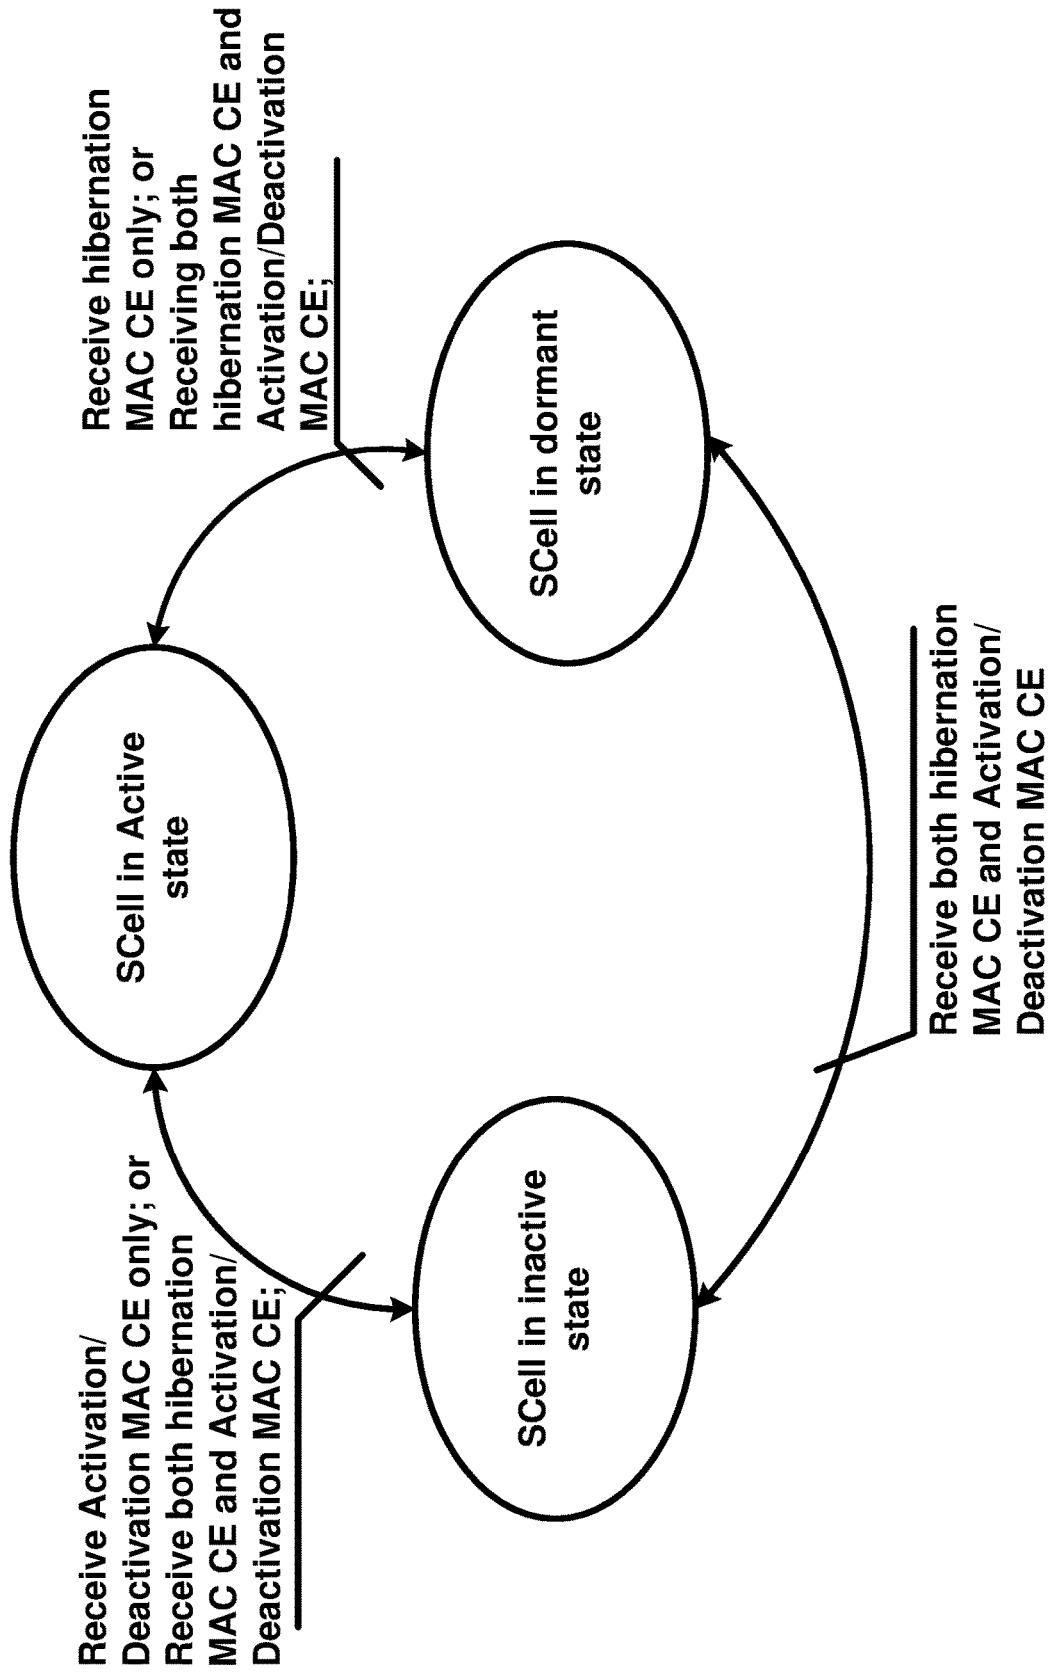 Receive Activation/
Deactivation MAC CE only; or
Receive both hibernation
MAC CE and Activation/
Deactivation MAC CE;
SCell in Active
state
Receive hibernation
MAC CE only; or
Receiving both
hibernation MAC CE and
Activation/Deactivation
MAC CE;
SCell in inactive
state
SCell in dormant
state
Receive both hibernation
MAC CE and Activation/
Deactivation MAC CE